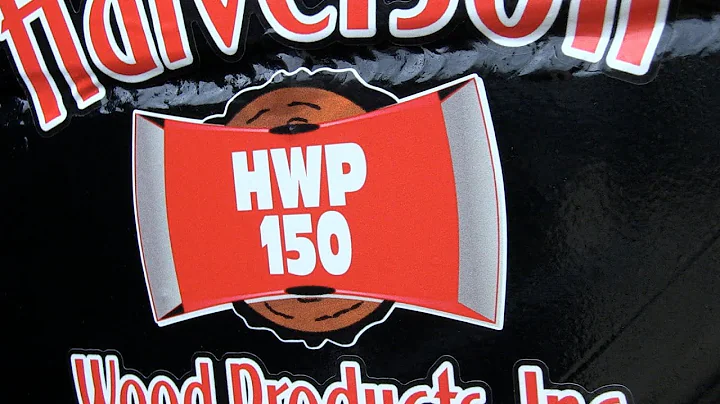 Halverson
HWP
150
Wood Products, Inc.